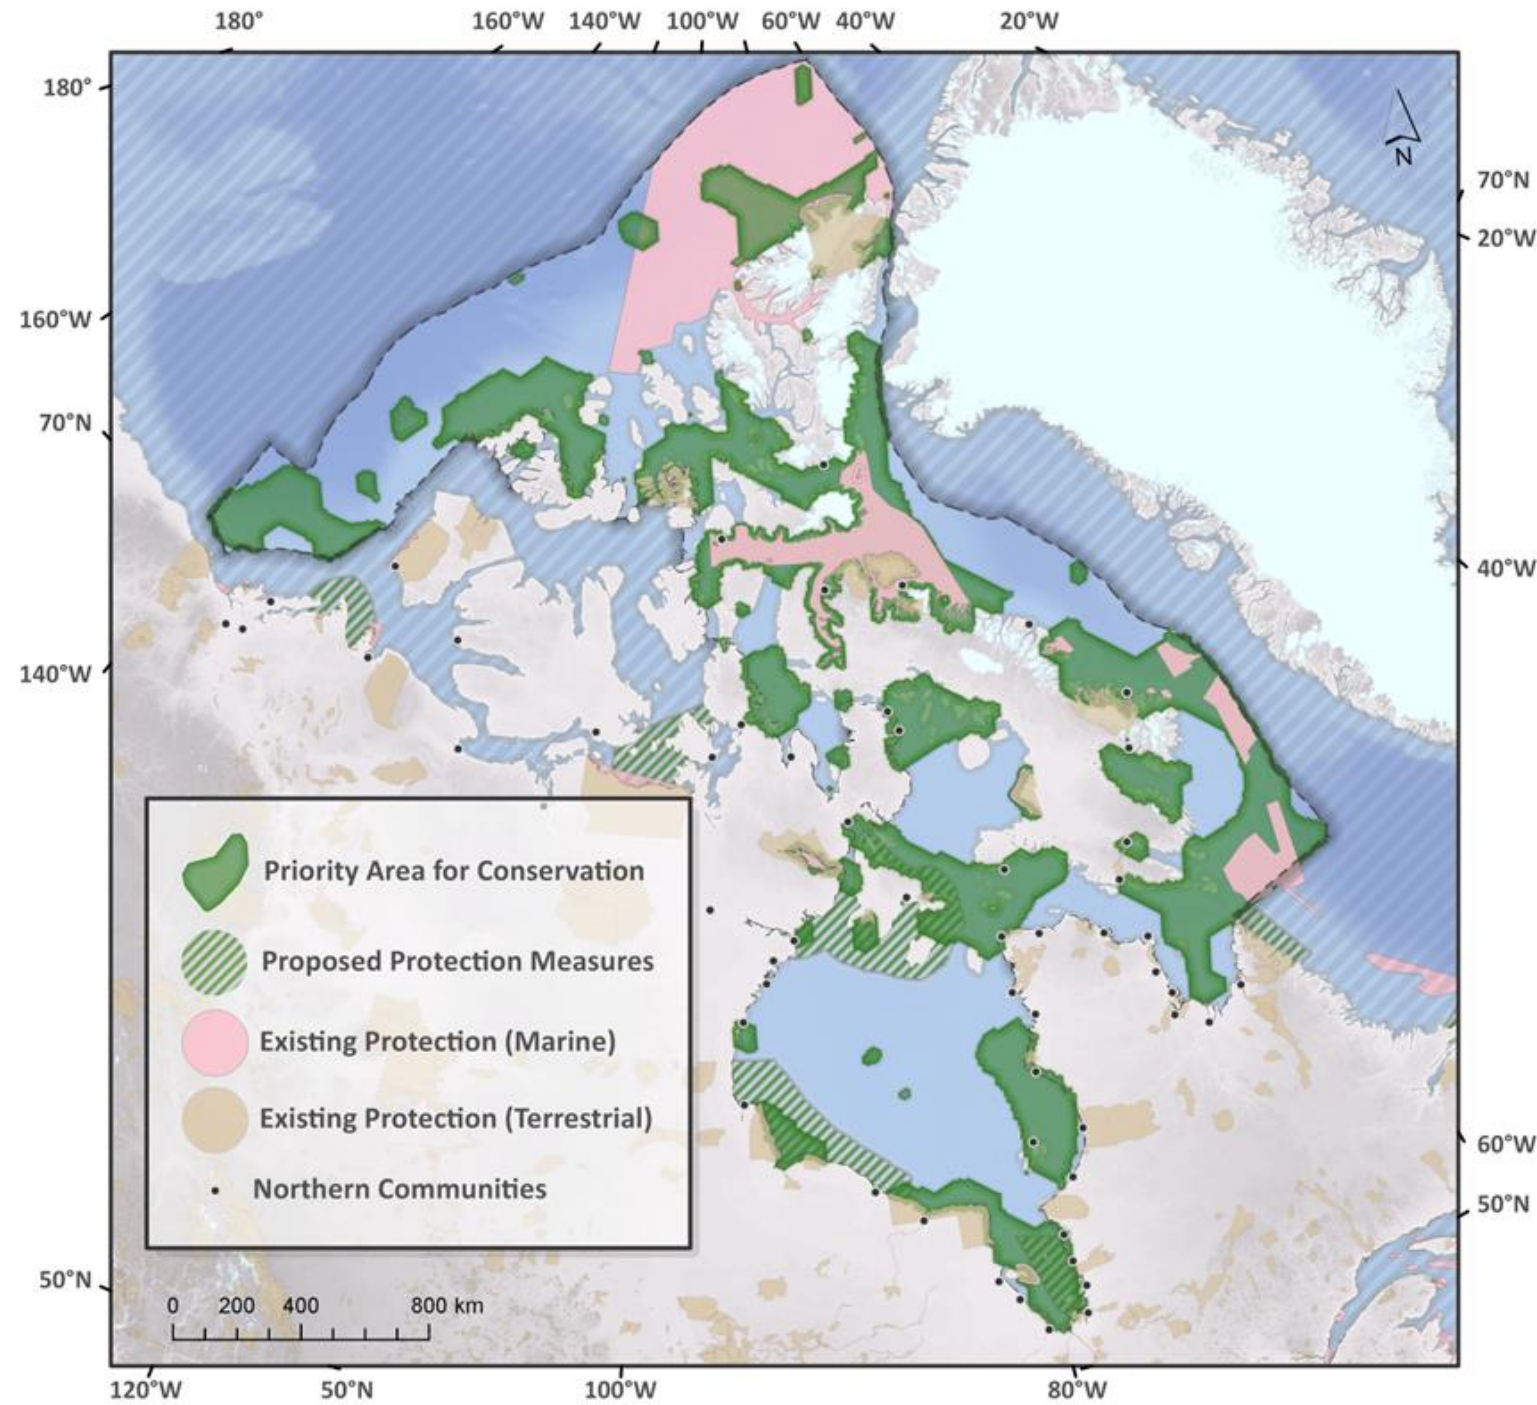 180° 160°W 140°W 100°W 60°W 40°W 20°W
180°
N
70°N
20°W
160°W
70°N
40°W
140°W
Priority Area for Conservation
Proposed Protection Measures
Existing Protection (Marine)
Existing Protection (Terrestrial)
60°W
Northern Communities
50°N
50°N
0 200 400 800 km
120°W 50°N 100°W 80°W